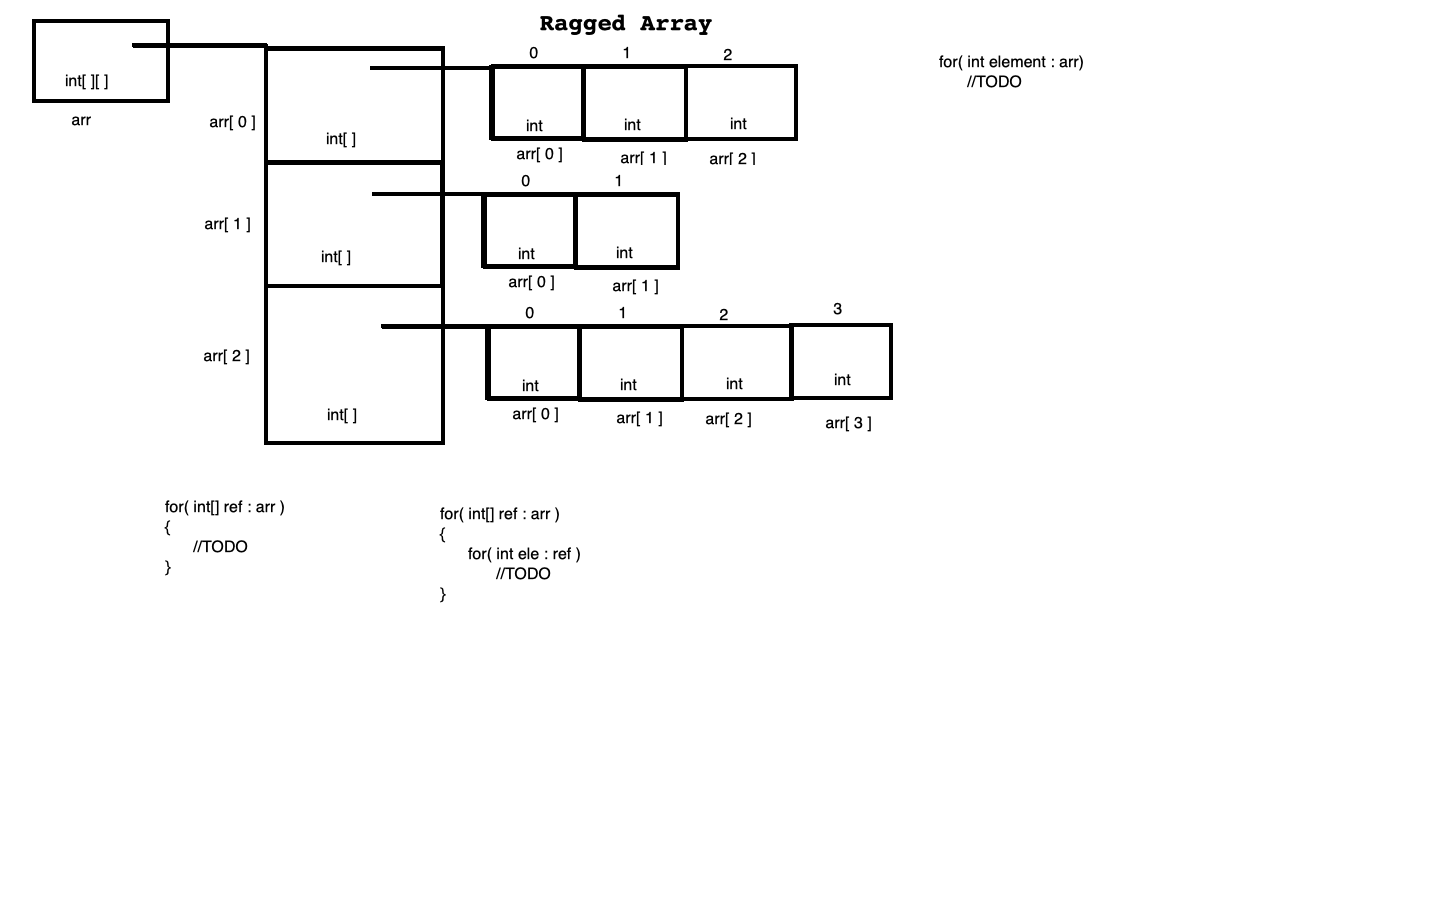 Ragged Array
int[ ][ ]
arr
for( int element : arr)
//TODO
0 1 2
arr[ 0 ]
int[ ]
int int int
arr[ 0 ] arr[ 1 ] arr[ 2 ]
0 1
arr[ 1 ]
int[ ]
int int
arr[ 0 ] arr[ 1 ]
0 1 2 3
arr[ 2 ]
int[ ]
int int int int
arr[ 0 ] arr[ 1 ] arr[ 2 ] arr[ 3 ]
for( int[] ref : arr )
{
//TODO
}
for( int[] ref : arr )
{
for( int ele : ref )
//TODO
}